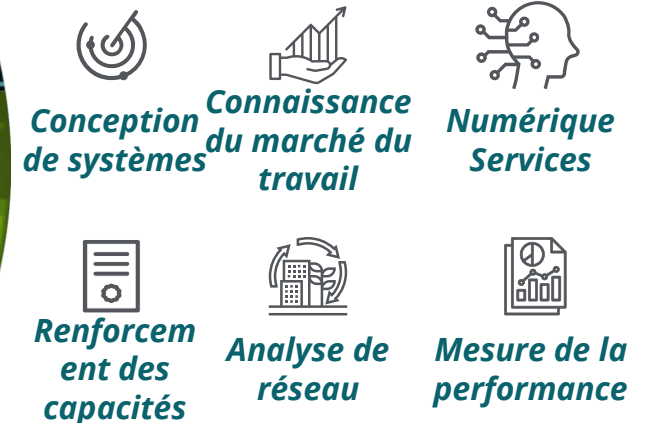 Conception
de systèmes
Connaissance
du marché du
travail
Numérique
Services
Renforcem
ent des
capacités
Analyse de
réseau
Mesure de la
performance